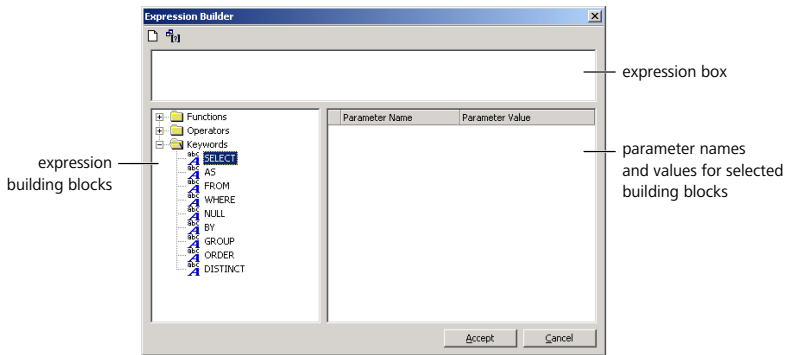 Expression Builder
expression box
Functions
Operators
Keywords
SELECT
AS
FROM
WHERE
NULL
BY
GROUP
ORDER
DISTINCT
Parameter Name Parameter Value
expression
building blocks
parameter names
and values for selected
building blocks
Accept Cancel